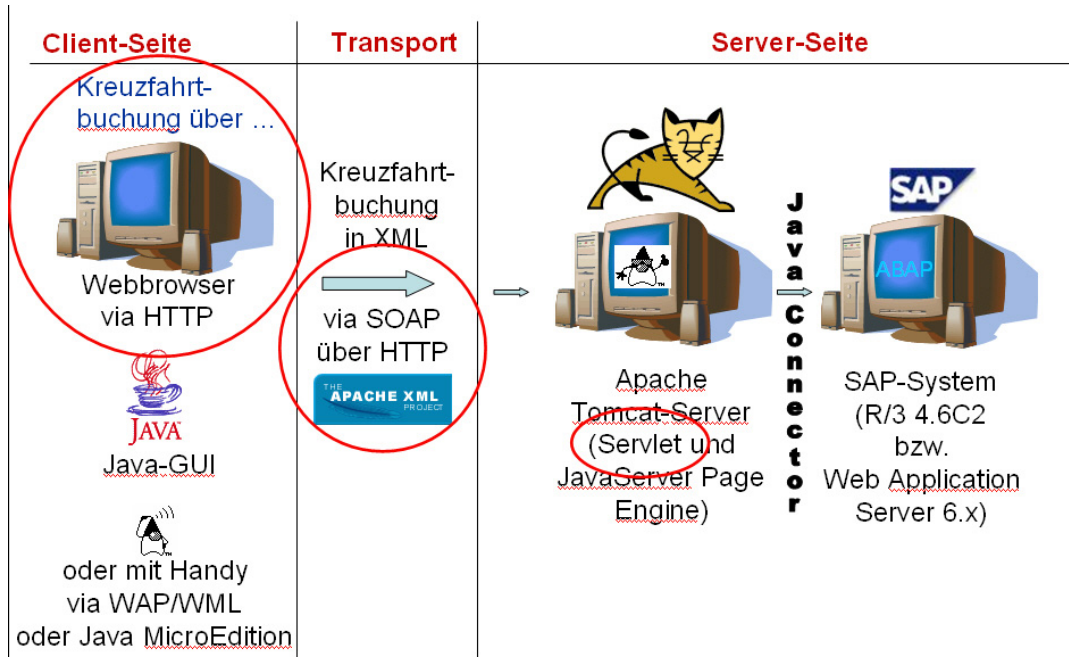 Client-Seite
Kreuzfahrt-
buchung über ...
Webbrowser
via HTTP
JAVA
Java-GUI
oder mit Handy
via WAP/WML
oder Java MicroEdition
Transport
Kreuzfahrt-
buchung
in XML
via SOAP
über HTTP
THE
APACHE XML
PROJECT
Server-Seite
Apache
Tomcat-Server
(Servlet und
JavaServer Page
Engine)
Java Connector
SAP
ABAP
SAP-System
(R/3 4.6C2
bzw.
Web Application
Server 6.x)